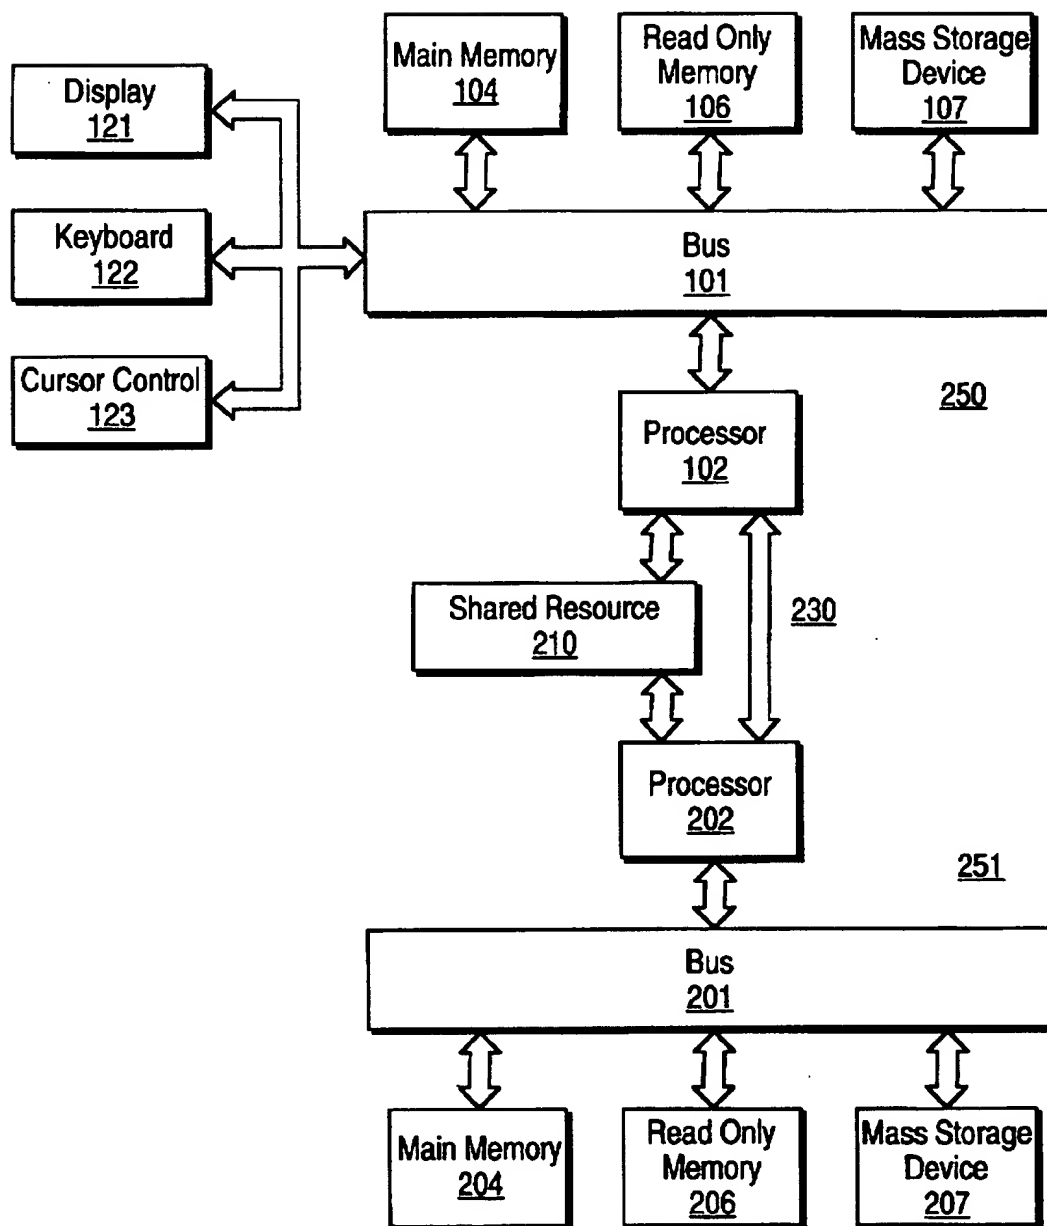 Main Memory
104
Read Only
Memory
106
Mass Storage
Device
107
Display
121
Keyboard
122
Cursor Control
123
Bus
101
250
Processor
102
Shared Resource
210
230
Processor
202
251
Bus
201
Main Memory
204
Read Only
Memory
206
Mass Storage
Device
207